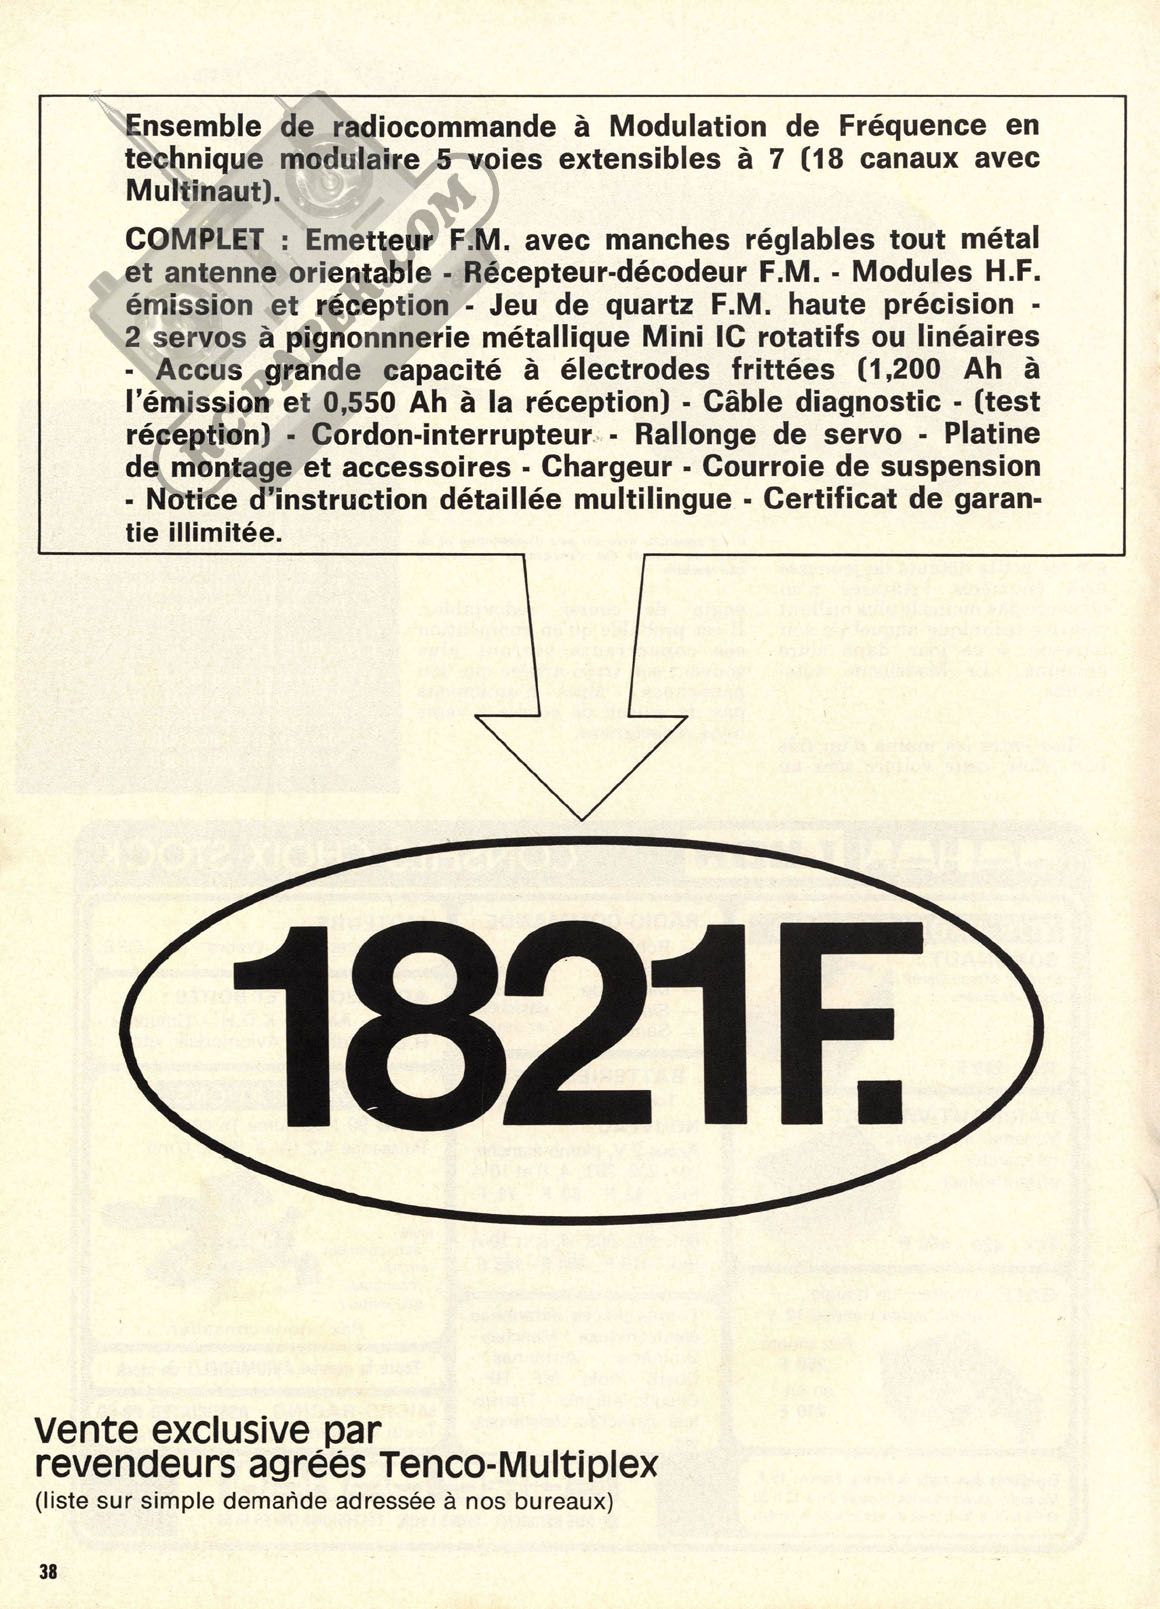 Ensemble de radiocommande à Modulation de Fréquence en
technique modulaire 5 voies extensibles à 7 (18 canaux avec
Multinaut).
COMPLET : Emetteur F.M. avec manches réglables tout métal
et antenne orientable - Récepteur-décodeur F.M. - Modules H.F.
émission et réception - Jeu de quartz F.M. haute précision -
2 servos à pignonnnerie métallique Mini IC rotatifs ou linéaires
- Accus grande capacité à électrodes frittées (1,200 Ah à
l'émission et 0,550 Ah à la réception) - Câble diagnostic - (test
réception) - Cordon-interrupteur - Rallonge de servo - Platine
de montage et accessoires - Chargeur - Courroie de suspension
- Notice d'instruction détaillée multilingue - Certificat de garan-
tie illimitée.
RC-PAPER.COM
1821F.
Vente exclusive par
revendeurs agréés Tenco-Multiplex
(liste sur simple demande adressée à nos bureaux)
38